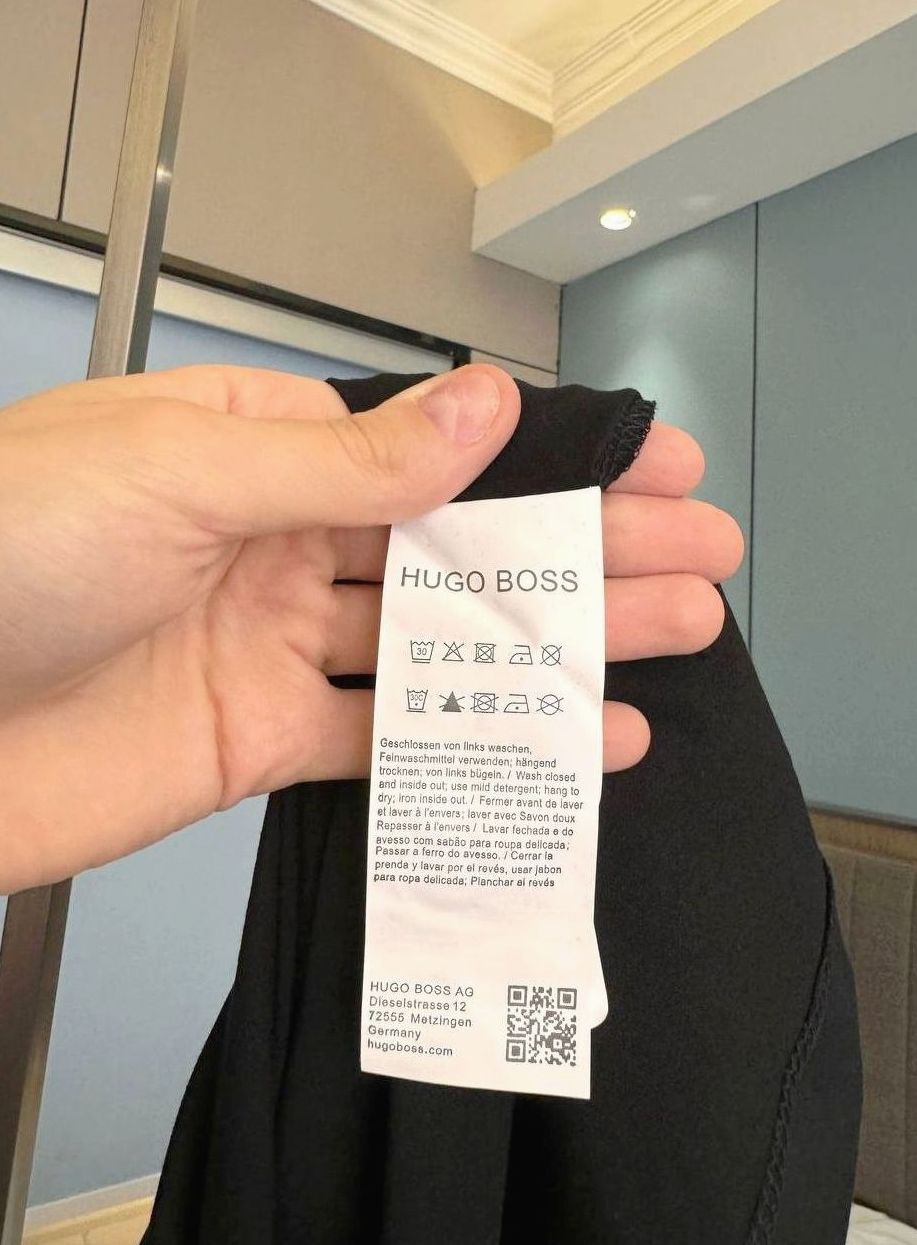 HUGO BOSS
30
30C
Geschlossen von links waschen,
Feinwaschmittel verwenden; hängend
trocknen; von links bügeln. / Wash closed
and inside out; use mild detergent; hang to
dry; iron inside out. / Fermer avant de laver
et laver à l'envers; laver avec Savon doux
Repasser à l'envers / Lavar fechada e do
avesso com sabão para roupa delicada;
Passar a ferro do avesso. / Cerrar la
prenda y lavar por el revés, usar jabon
para ropa delicada; Planchar al revés
HUGO BOSS AG
Dieselstrasse 12
72555 Metzingen
Germany
hugoboss.com